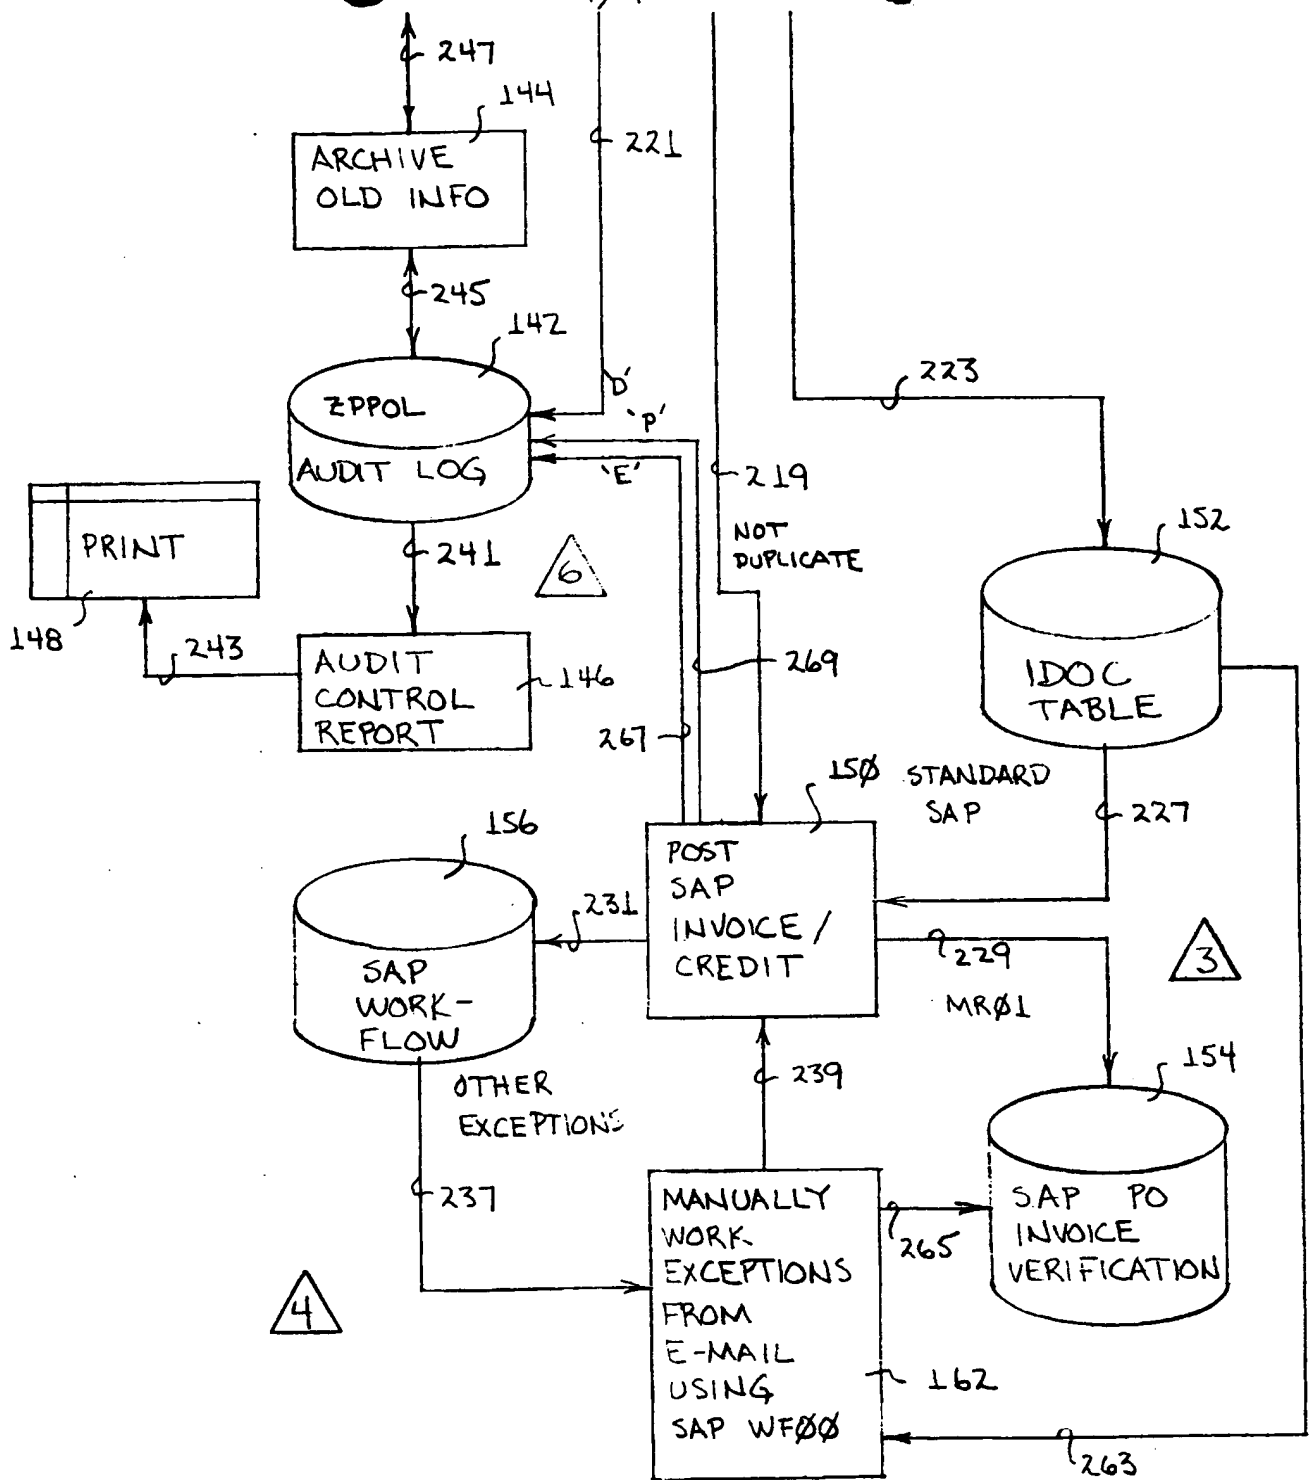 247
144
ARCHIVE
OLD INFO
221
245
142
'D'
223
ZPPOL
'P'
AUDIT LOG
'E'
219
NOT
DUPLICATE
152
PRINT
241
6
148
243
AUDIT
CONTROL
REPORT
146
269
267
IDOC
TABLE
150
STANDARD
SAP
227
156
POST
SAP
INVOICE /
CREDIT
231
229
MR01
3
SAP
WORK-
FLOW
OTHER
EXCEPTIONS
239
154
237
MANUALLY
WORK
EXCEPTIONS
FROM
E-MAIL
USING
SAP WF00
265
SAP PO
INVOICE
VERIFICATION
4
162
263